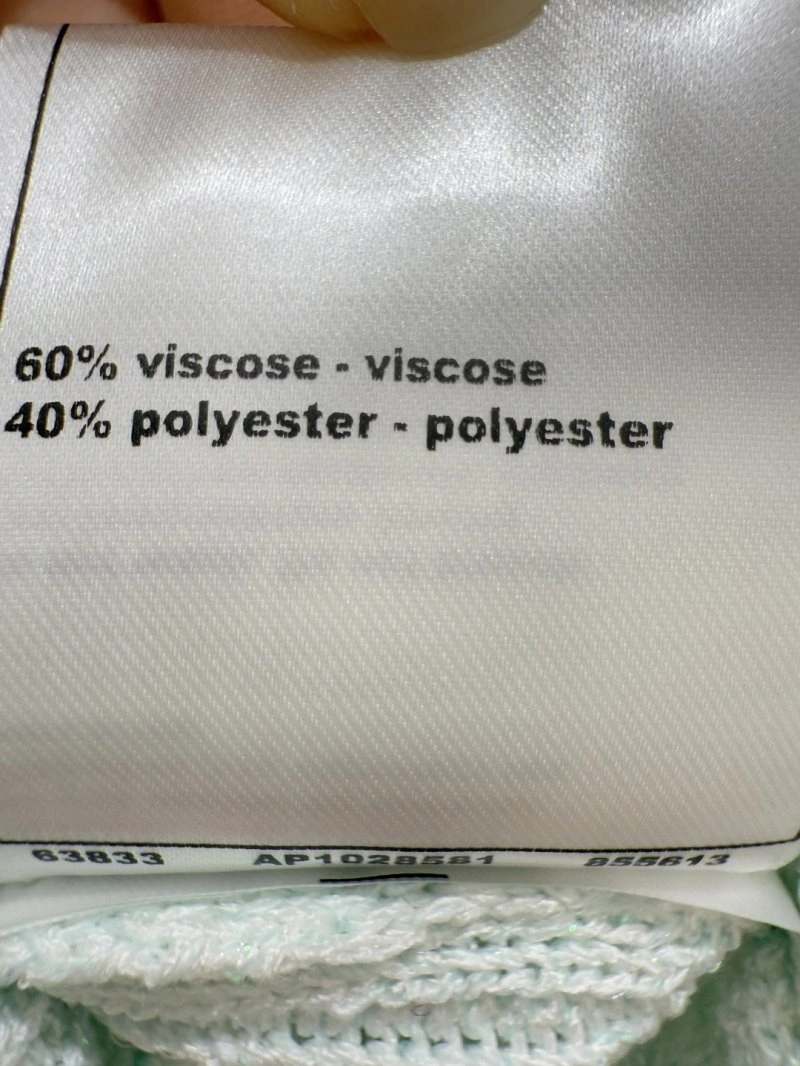 60% viscose - viscose
40% polyester - polyester
63833 AP1028581 855613